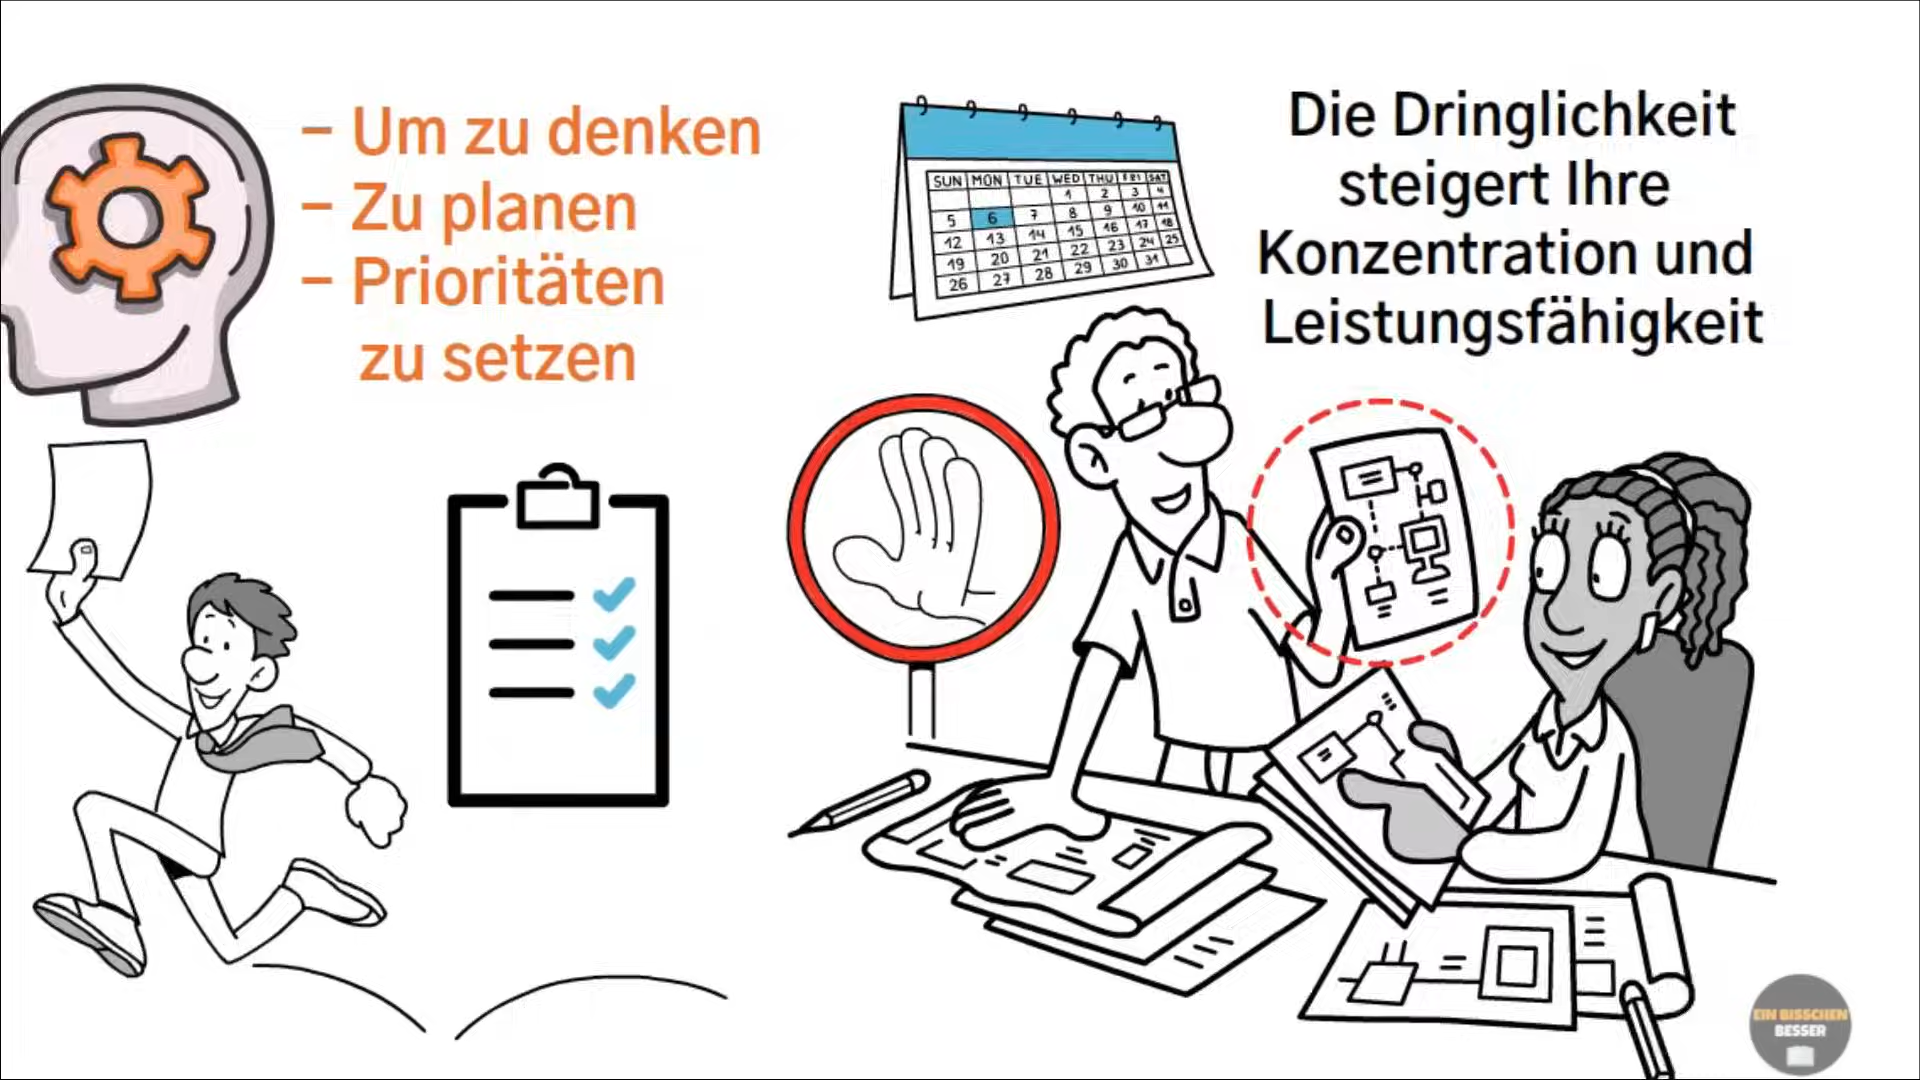 – Um zu denken
– Zu planen
– Prioritäten
zu setzen
SUN MON TUE WED THU FRI SAT
1 2 3 4
5 6 7 8 9 10 11
12 13 14 15 16 17 18
19 20 21 22 23 24 25
26 27 28 29 30 31
Die Dringlichkeit
steigert Ihre
Konzentration und
Leistungsfähigkeit
EIN BISSCHEN
BESSER